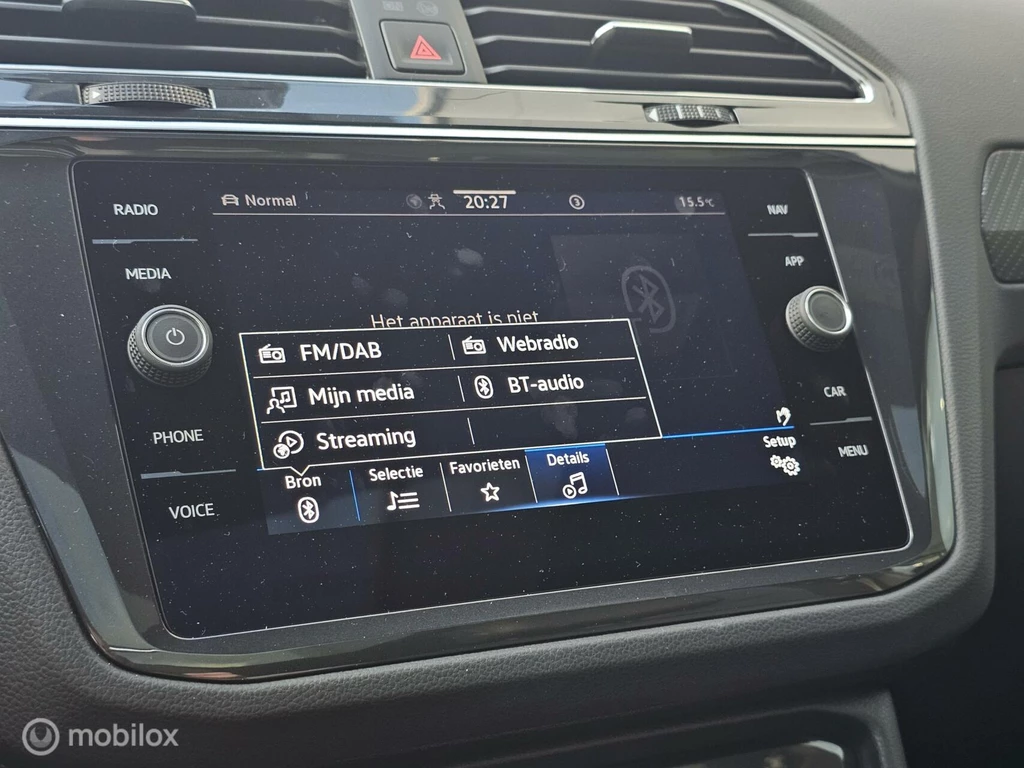 RADIO
MEDIA
PHONE
VOICE
Normal
20:27
3
15.5°C
Het apparaat is niet
FM/DAB
Webradio
Mijn media
BT-audio
Streaming
Bron
Selectie
Favorieten
Details
Setup
NAV
APP
CAR
MENU
mobilox